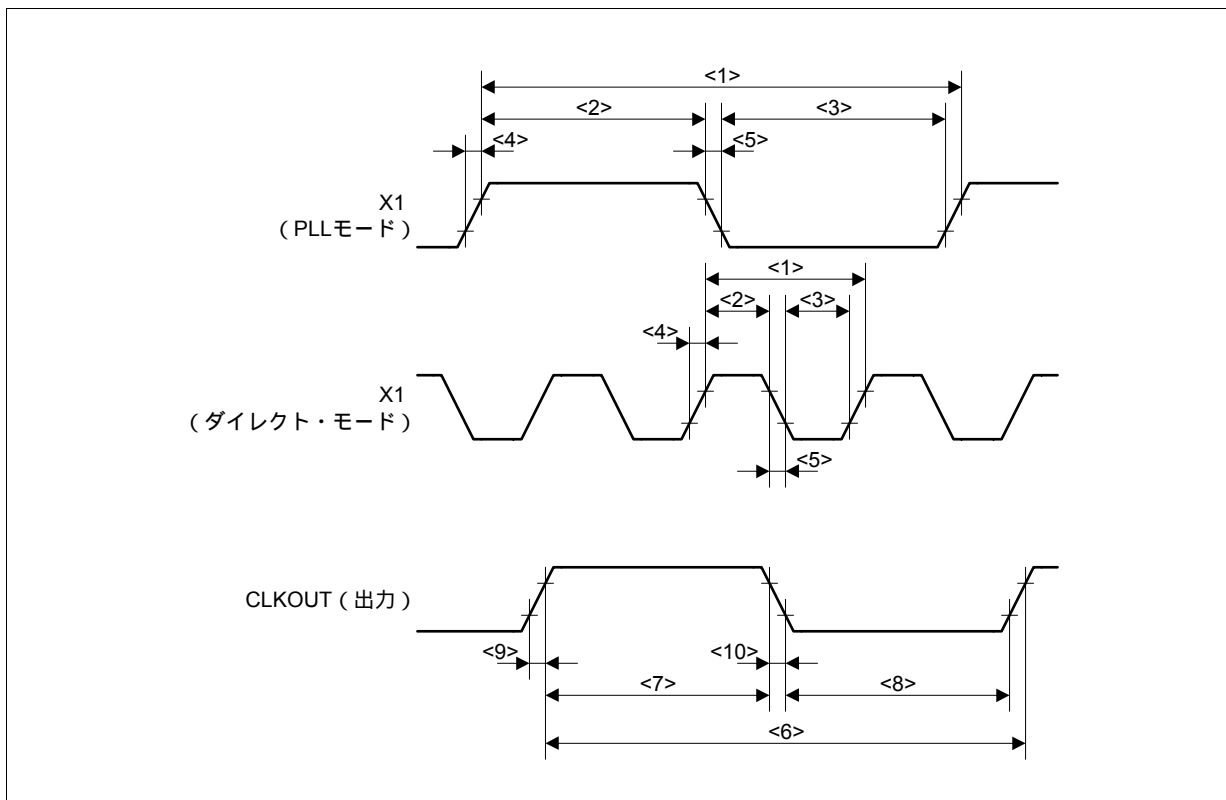 <1>
<2> <3>
<4> <5>
X1
（PLLモード）
<1>
<2> <3>
<4>
X1
（ダイレクト・モード）
<5>
CLKOUT（出力）
<9> <10>
<7> <8>
<6>